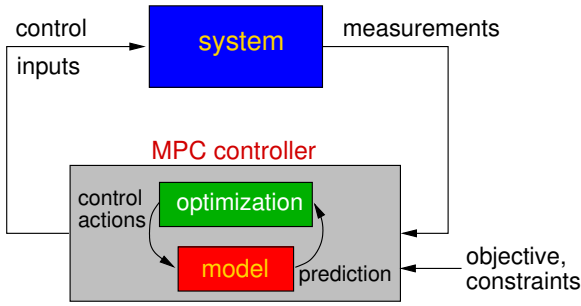 control
inputs
system
measurements
MPC controller
control
actions
optimization
model
prediction
objective,
constraints